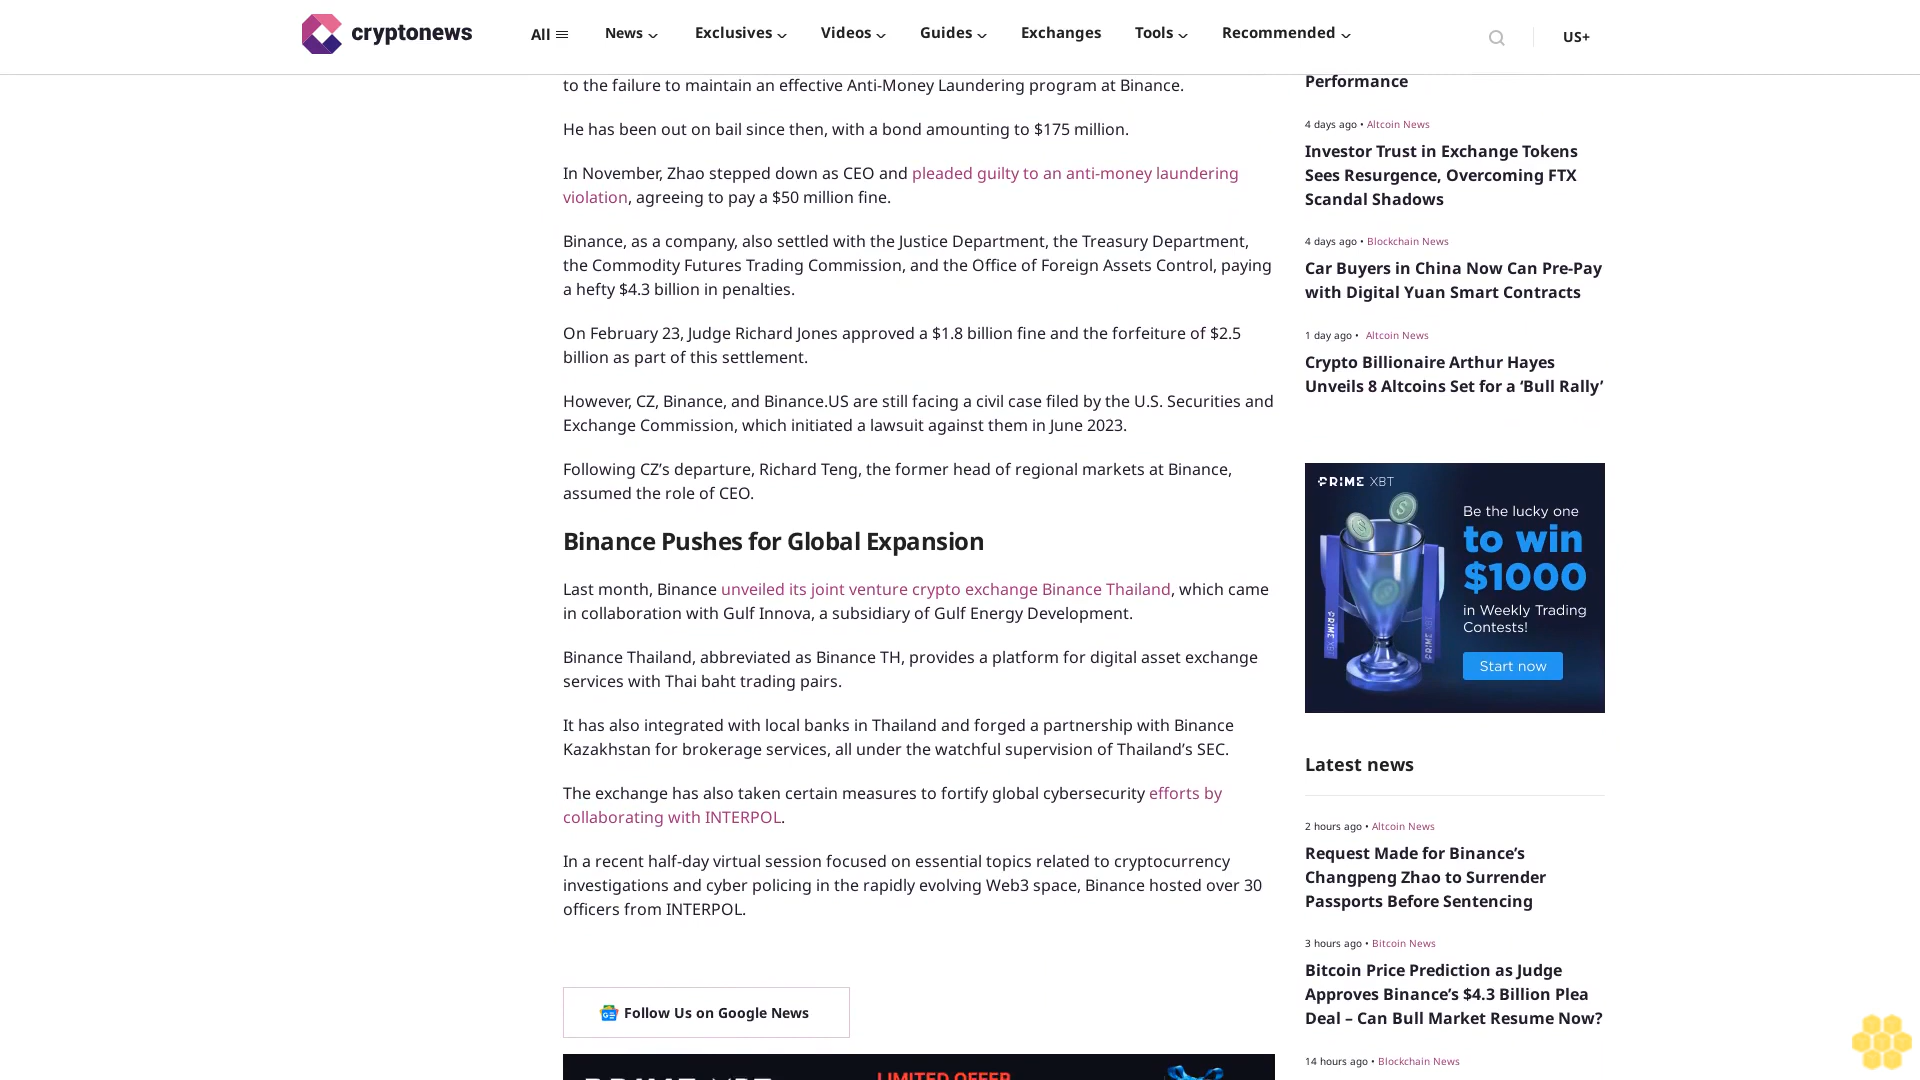 cryptonews
All
News
Exclusives
Videos
Guides
Exchanges
Tools
Recommended
US+
to the failure to maintain an effective Anti-Money Laundering program at Binance.
He has been out on bail since then, with a bond amounting to $175 million.
In November, Zhao stepped down as CEO and pleaded guilty to an anti-money laundering
violation, agreeing to pay a $50 million fine.
Binance, as a company, also settled with the Justice Department, the Treasury Department,
the Commodity Futures Trading Commission, and the Office of Foreign Assets Control, paying
a hefty $4.3 billion in penalties.
On February 23, Judge Richard Jones approved a $1.8 billion fine and the forfeiture of $2.5
billion as part of this settlement.
However, CZ, Binance, and Binance.US are still facing a civil case filed by the U.S. Securities and
Exchange Commission, which initiated a lawsuit against them in June 2023.
Following CZ’s departure, Richard Teng, the former head of regional markets at Binance,
assumed the role of CEO.
Binance Pushes for Global Expansion
Last month, Binance unveiled its joint venture crypto exchange Binance Thailand, which came
in collaboration with Gulf Innova, a subsidiary of Gulf Energy Development.
Binance Thailand, abbreviated as Binance TH, provides a platform for digital asset exchange
services with Thai baht trading pairs.
It has also integrated with local banks in Thailand and forged a partnership with Binance
Kazakhstan for brokerage services, all under the watchful supervision of Thailand’s SEC.
The exchange has also taken certain measures to fortify global cybersecurity efforts by
collaborating with INTERPOL.
In a recent half-day virtual session focused on essential topics related to cryptocurrency
investigations and cyber policing in the rapidly evolving Web3 space, Binance hosted over 30
officers from INTERPOL.
Follow Us on Google News
LIMITED OFFER
Performance
4 days ago • Altcoin News
Investor Trust in Exchange Tokens
Sees Resurgence, Overcoming FTX
Scandal Shadows
4 days ago • Blockchain News
Car Buyers in China Now Can Pre-Pay
with Digital Yuan Smart Contracts
1 day ago • Altcoin News
Crypto Billionaire Arthur Hayes
Unveils 8 Altcoins Set for a ‘Bull Rally’
PRIME XBT
Be the lucky one
to win
$1000
in Weekly Trading
Contests!
Start now
Latest news
2 hours ago • Altcoin News
Request Made for Binance’s
Changpeng Zhao to Surrender
Passports Before Sentencing
3 hours ago • Bitcoin News
Bitcoin Price Prediction as Judge
Approves Binance’s $4.3 Billion Plea
Deal – Can Bull Market Resume Now?
14 hours ago • Blockchain News